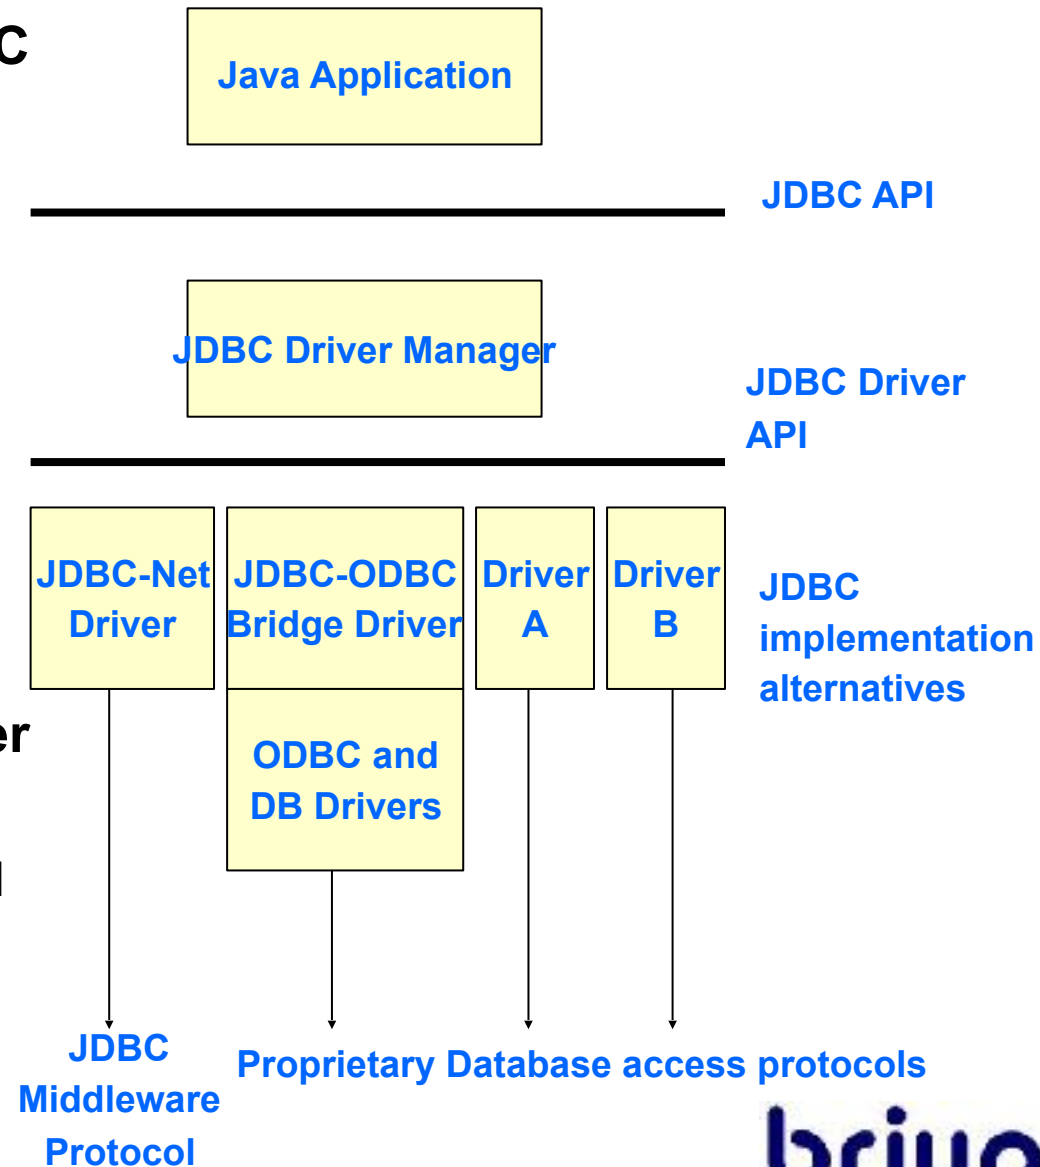 C
Java Application
JDBC API
JDBC Driver Manager
JDBC Driver
API
JDBC-Net
Driver
JDBC-ODBC
Bridge Driver
Driver
A
Driver
B
JDBC
implementation
alternatives
er
ODBC and
DB Drivers
JDBC
Middleware
Protocol
Proprietary Database access protocols